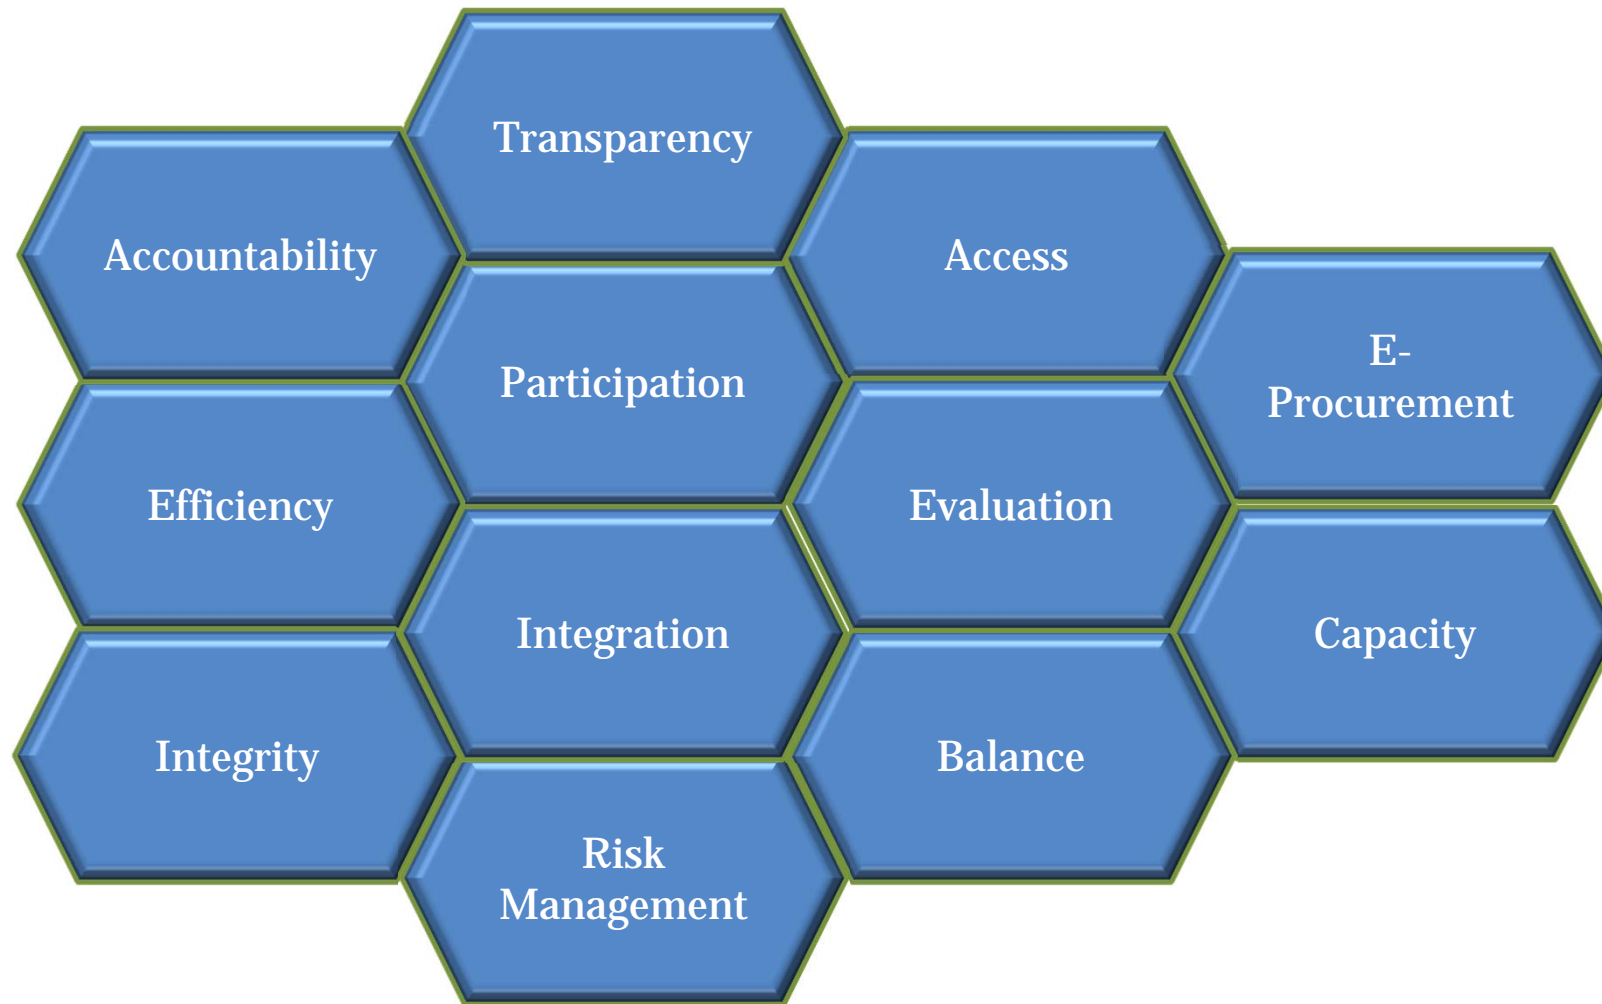 Transparency
Accountability
Access
E-
Procurement
Participation
Efficiency
Evaluation
Integration
Capacity
Integrity
Balance
Risk
Management